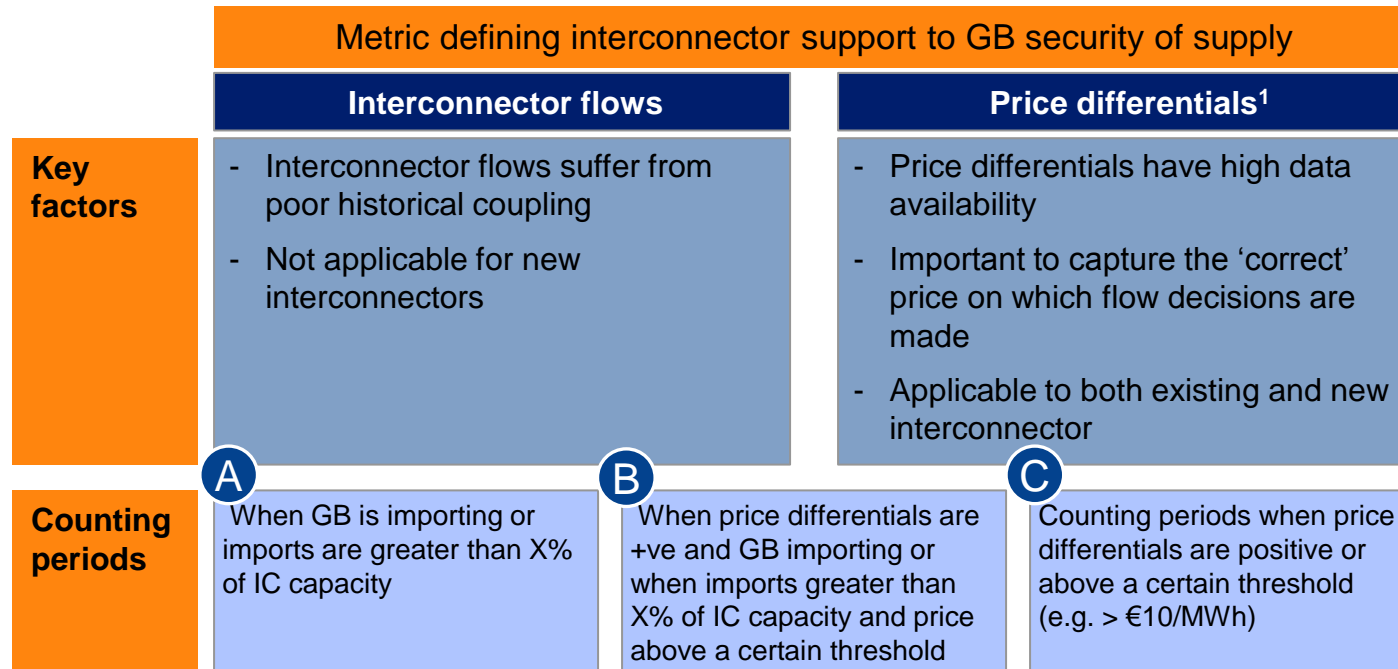 Metric defining interconnector support to GB security of supply
Interconnector flows
Price differentials¹
Key
factors
- Interconnector flows suffer from
poor historical coupling
- Not applicable for new
interconnectors
- Price differentials have high data
availability
- Important to capture the ‘correct’
price on which flow decisions are
made
- Applicable to both existing and new
interconnector
A
B
C
Counting
periods
When GB is importing or
imports are greater than X%
of IC capacity
When price differentials are
+ve and GB importing or
when imports greater than
X% of IC capacity and price
above a certain threshold
Counting periods when price
differentials are positive or
above a certain threshold
(e.g. > €10/MWh)